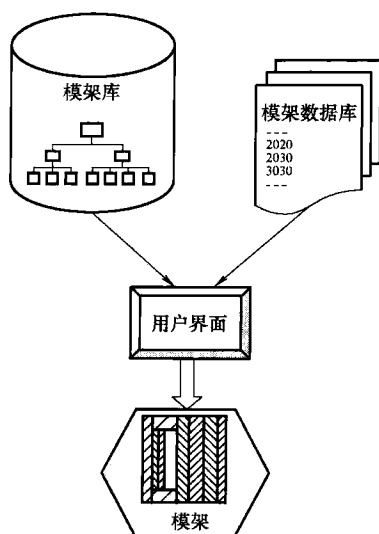 模架库
模架数据库
----
2020
2030
3030
----
用户界面
模架